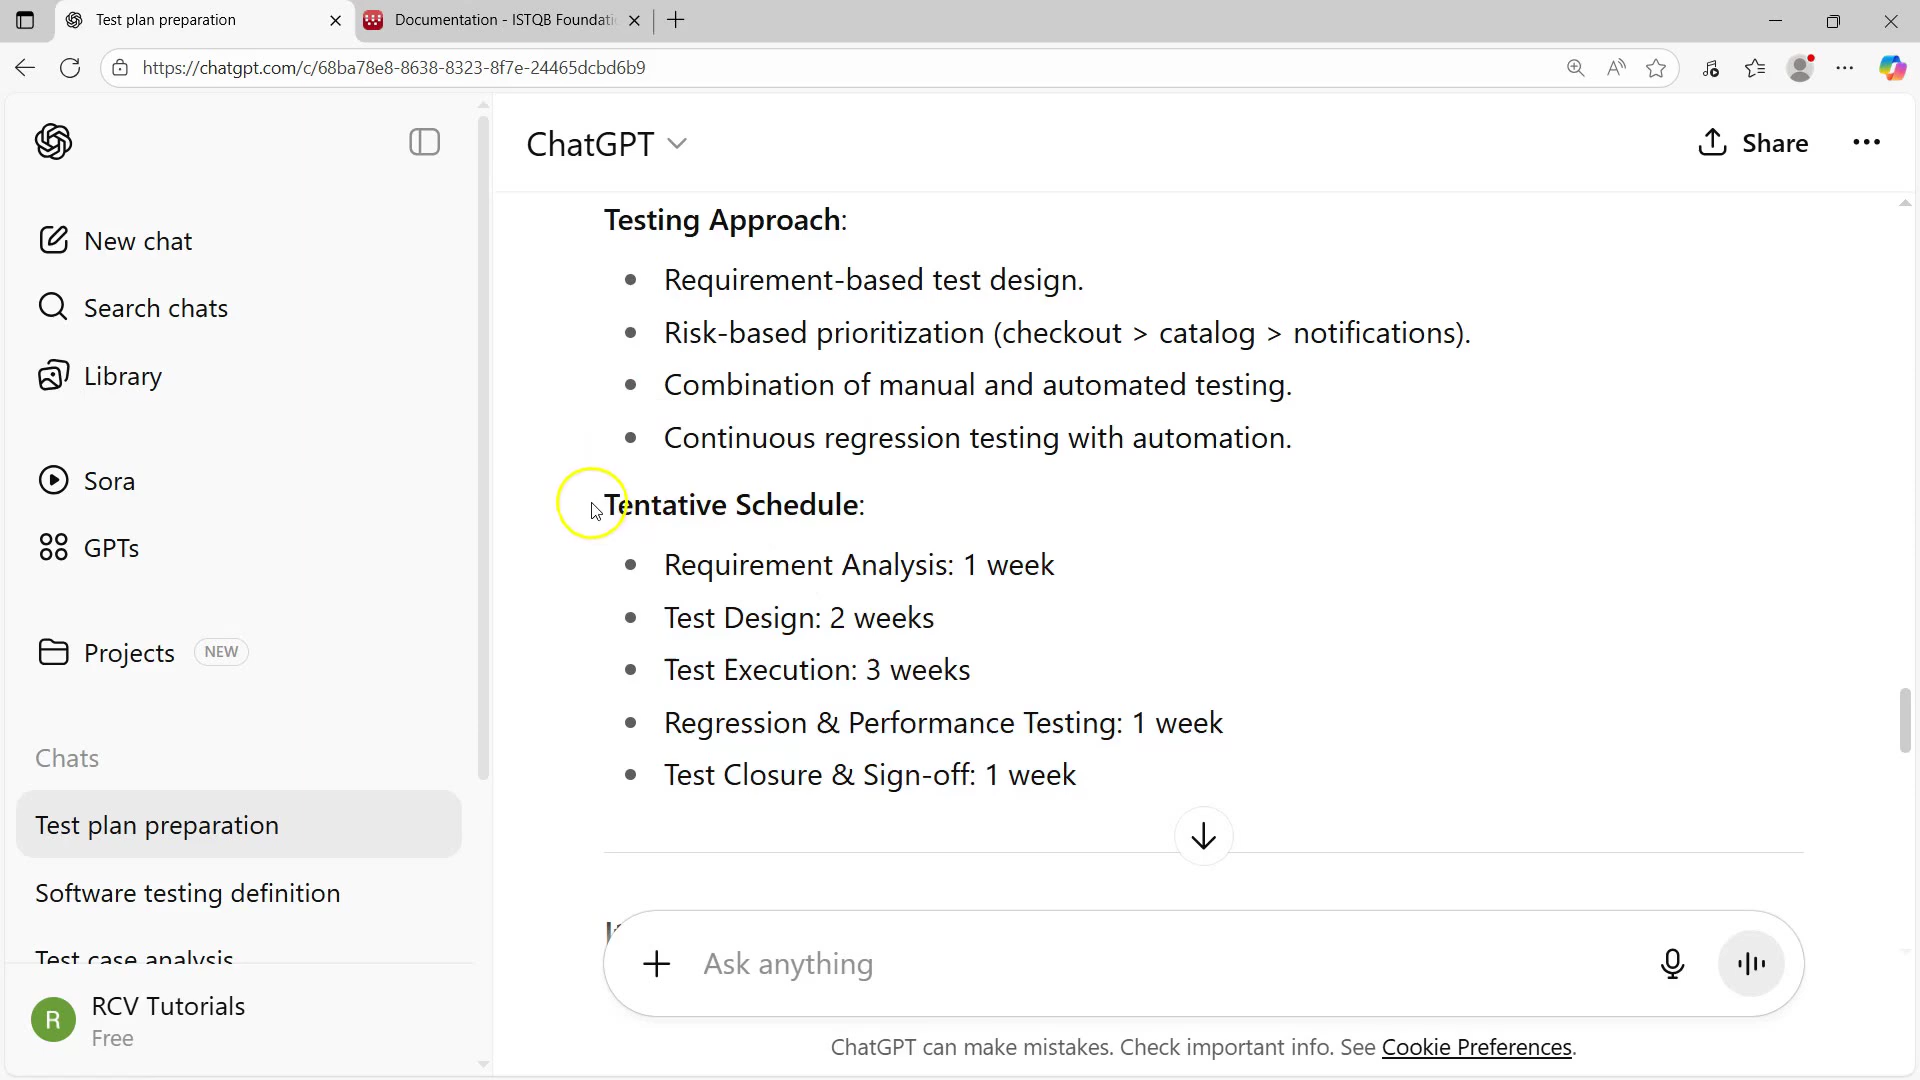 Test plan preparation
Documentation - ISTQB Foundati
https://chatgpt.com/c/68ba78e8-8638-8323-8f7e-24465dcbd6b9
ChatGPT
Share
New chat
Search chats
Library
Sora
GPTs
Projects NEW
Chats
Test plan preparation
Software testing definition
Test case analysis
R
RCV Tutorials
Free
Testing Approach:
Requirement-based test design.
Risk-based prioritization (checkout > catalog > notifications).
Combination of manual and automated testing.
Continuous regression testing with automation.
Tentative Schedule:
Requirement Analysis: 1 week
Test Design: 2 weeks
Test Execution: 3 weeks
Regression & Performance Testing: 1 week
Test Closure & Sign-off: 1 week
Ask anything
ChatGPT can make mistakes. Check important info. See Cookie Preferences.